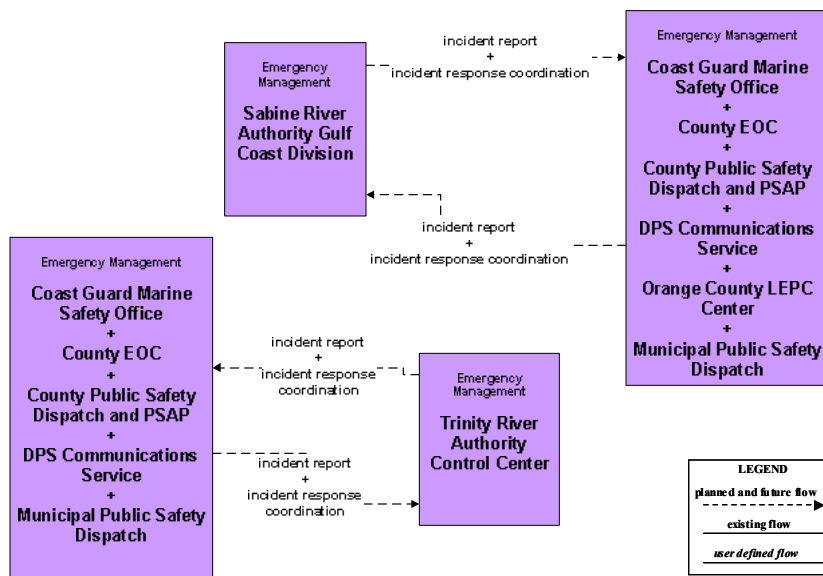 Emergency
Management
Sabine River
Authority Gulf
Coast Division
incident report
+
incident response coordination
Emergency Management
Coast Guard Marine
Safety Office
+
County EOC
+
County Public Safety
Dispatch and PSAP
+
DPS Communications
Service
+
Orange County LEPC
Center
+
Municipal Public Safety
Dispatch
incident report
+
incident response coordination
Emergency Management
Coast Guard Marine
Safety Office
+
County EOC
+
County Public Safety
Dispatch and PSAP
+
DPS Communications
Service
+
Municipal Public Safety
Dispatch
incident report
+
incident response
coordination
Emergency
Management
Trinity River
Authority
Control Center
incident report
+
incident response
coordination
LEGEND
planned and future flow
existing flow
user defined flow